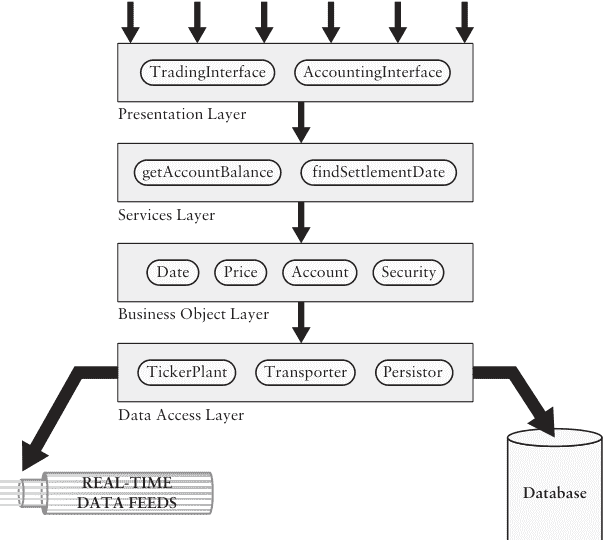 TradingInterface AccountingInterface
Presentation Layer
getAccountBalance findSettlementDate
Services Layer
Date Price Account Security
Business Object Layer
TickerPlant Transporter Persistor
Data Access Layer
REAL-TIME
DATA FEEDS
Database